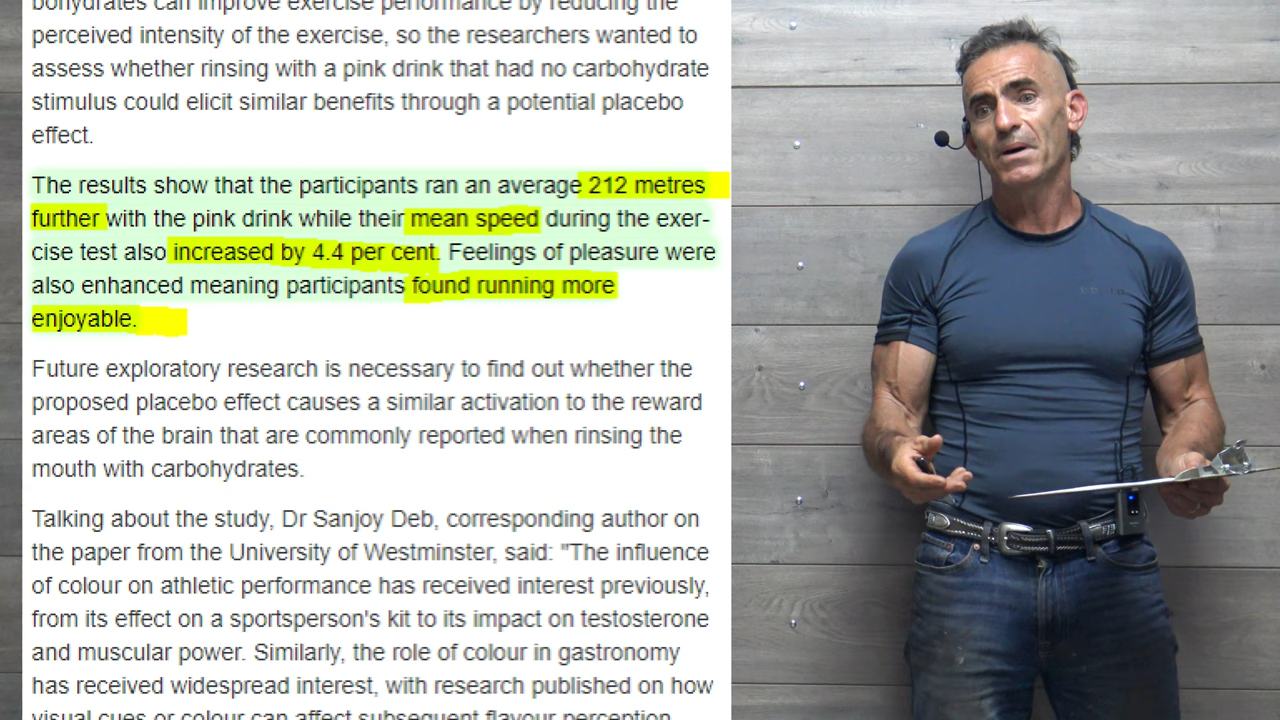 bohydrates can improve exercise performance by reducing the
perceived intensity of the exercise, so the researchers wanted to
assess whether rinsing with a pink drink that had no carbohydrate
stimulus could elicit similar benefits through a potential placebo
effect.
The results show that the participants ran an average 212 metres
further with the pink drink while their mean speed during the exer-
cise test also increased by 4.4 per cent. Feelings of pleasure were
also enhanced meaning participants found running more
enjoyable.
Future exploratory research is necessary to find out whether the
proposed placebo effect causes a similar activation to the reward
areas of the brain that are commonly reported when rinsing the
mouth with carbohydrates.
Talking about the study, Dr Sanjoy Deb, corresponding author on
the paper from the University of Westminster, said: "The influence
of colour on athletic performance has received interest previously,
from its effect on a sportsperson's kit to its impact on testosterone
and muscular power. Similarly, the role of colour in gastronomy
has received widespread interest, with research published on how
visual cues or colour can affect subsequent flavour perception